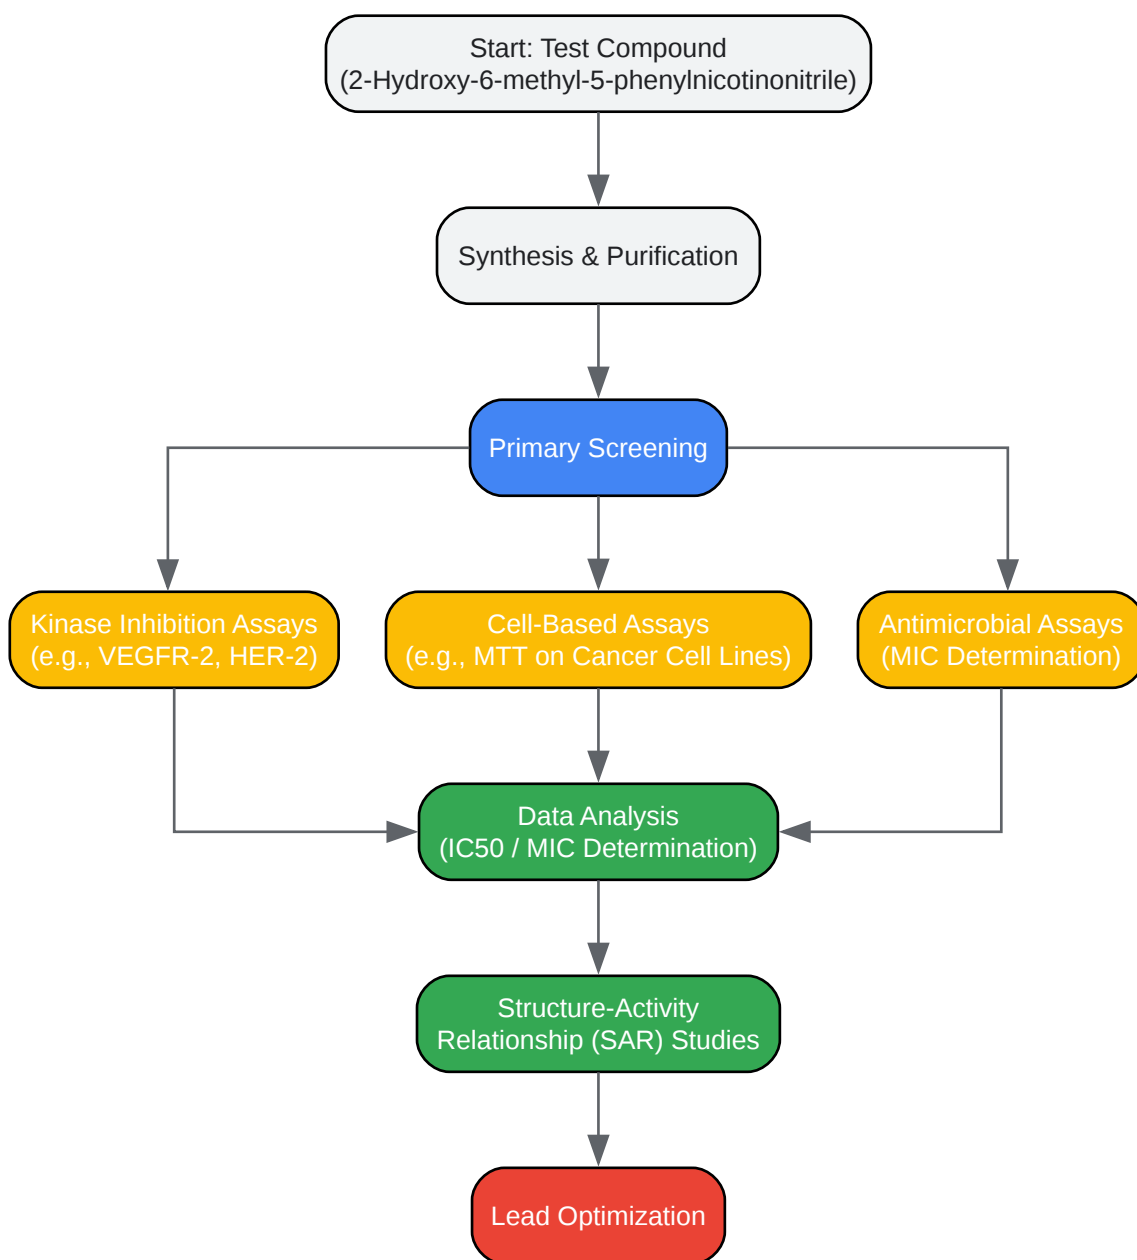 Start: Test Compound
(2-Hydroxy-6-methyl-5-phenylnicotinonitrile)
Synthesis & Purification
Primary Screening
Kinase Inhibition Assays
(e.g., VEGFR-2, HER-2)
Cell-Based Assays
(e.g., MTT on Cancer Cell Lines)
Antimicrobial Assays
(MIC Determination)
Data Analysis
(IC50 / MIC Determination)
Structure-Activity
Relationship (SAR) Studies
Lead Optimization